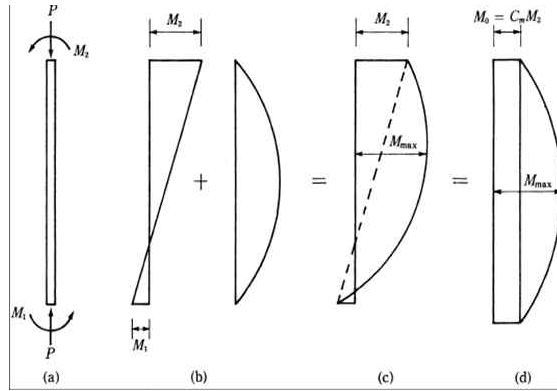 P
M₂
M₁
P
(a)
M₂
+
M₁
(b)
=
M₂
Mmax
(c)
=
M₀ = CₘM₂
Mmax
(d)